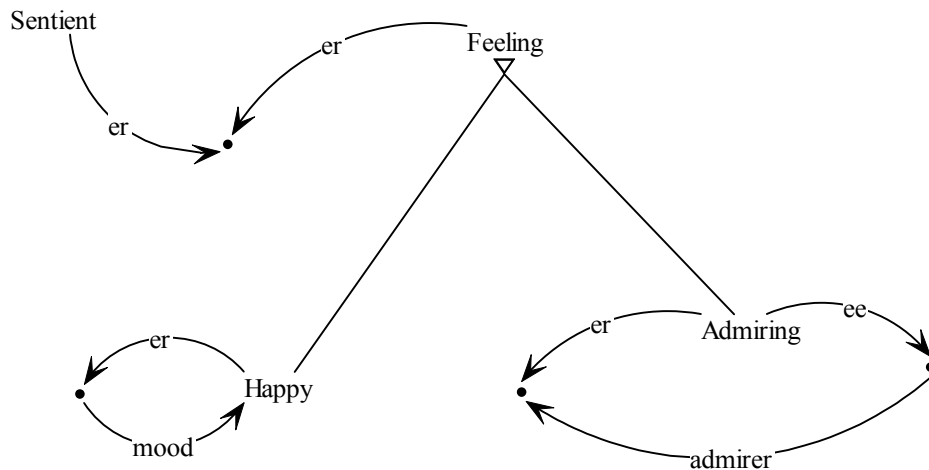 Sentient
er
Feeling
er
er
Happy
mood
er
Admiring
ee
admirer